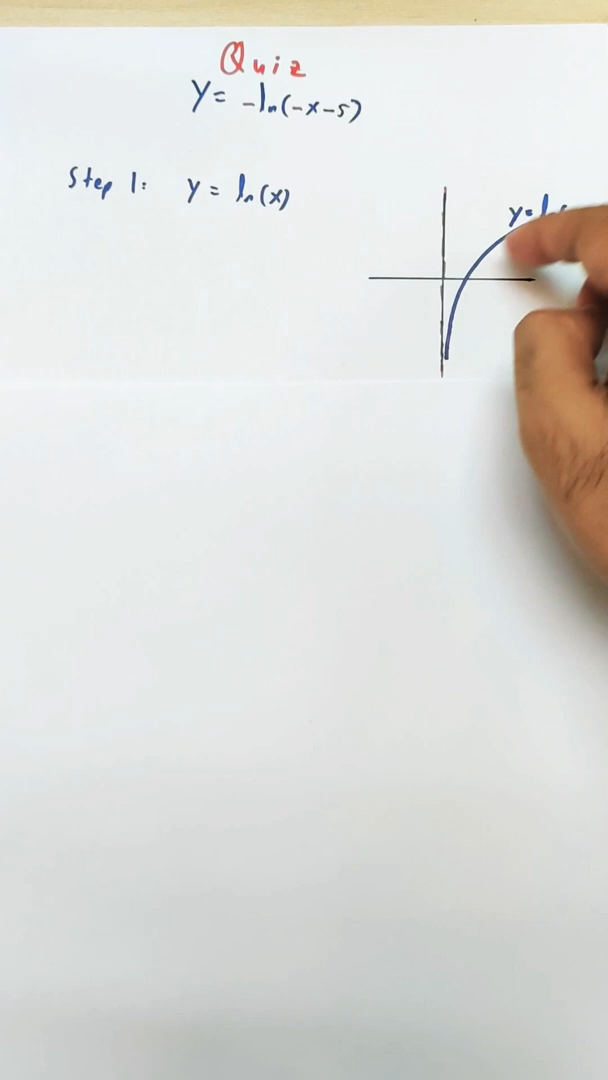 Quiz
y = -ln(-x-5)
Step 1: y = ln(x)